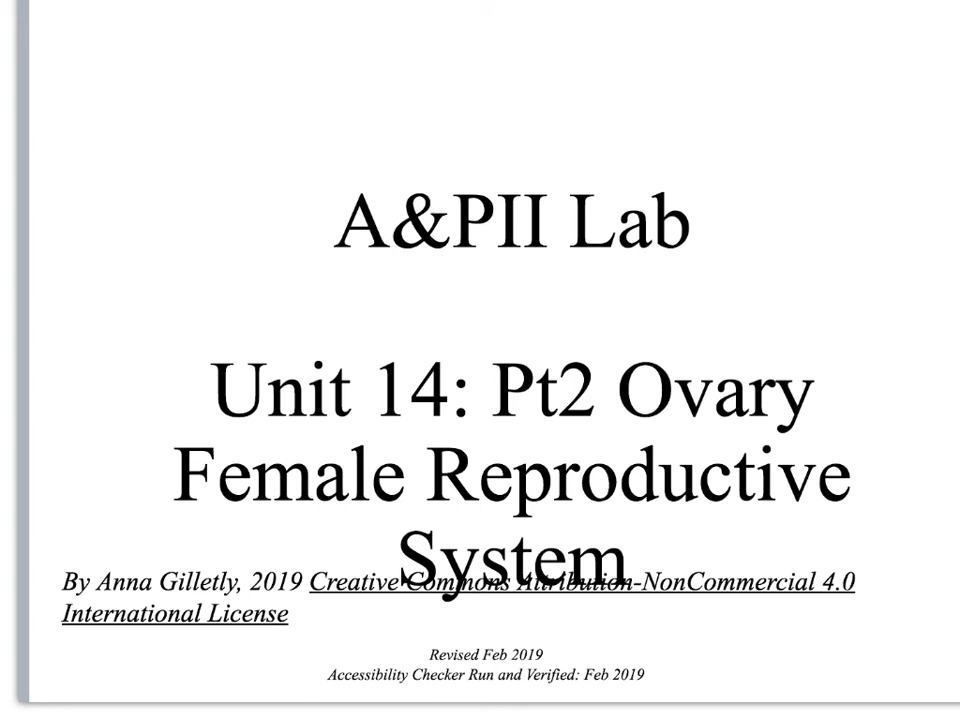 A&PII Lab
Unit 14: Pt2 Ovary
Female Reproductive
System
By Anna Gilletly, 2019 Creative Commons Attribution-NonCommercial 4.0
International License
Revised Feb 2019
Accessibility Checker Run and Verified: Feb 2019